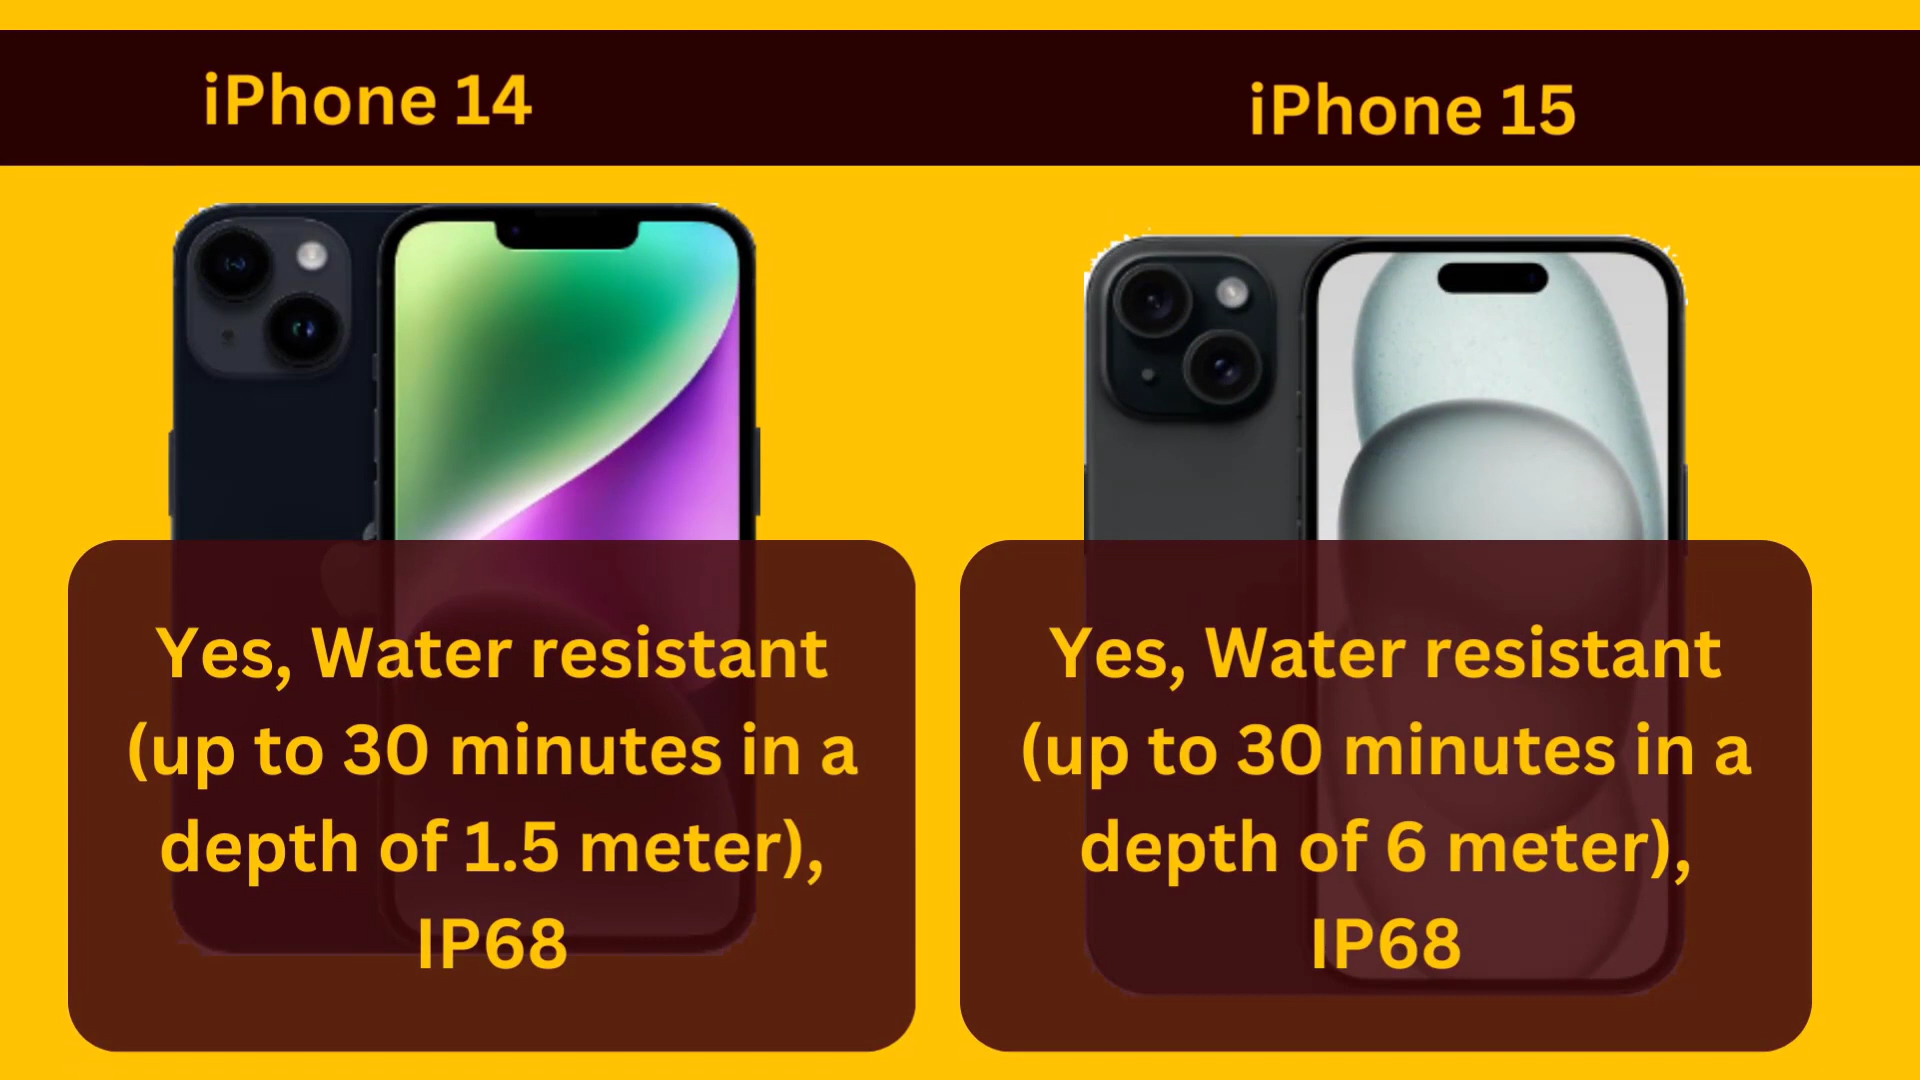 iPhone 14
iPhone 15
Yes, Water resistant
(up to 30 minutes in a
depth of 1.5 meter),
IP68
Yes, Water resistant
(up to 30 minutes in a
depth of 6 meter),
IP68